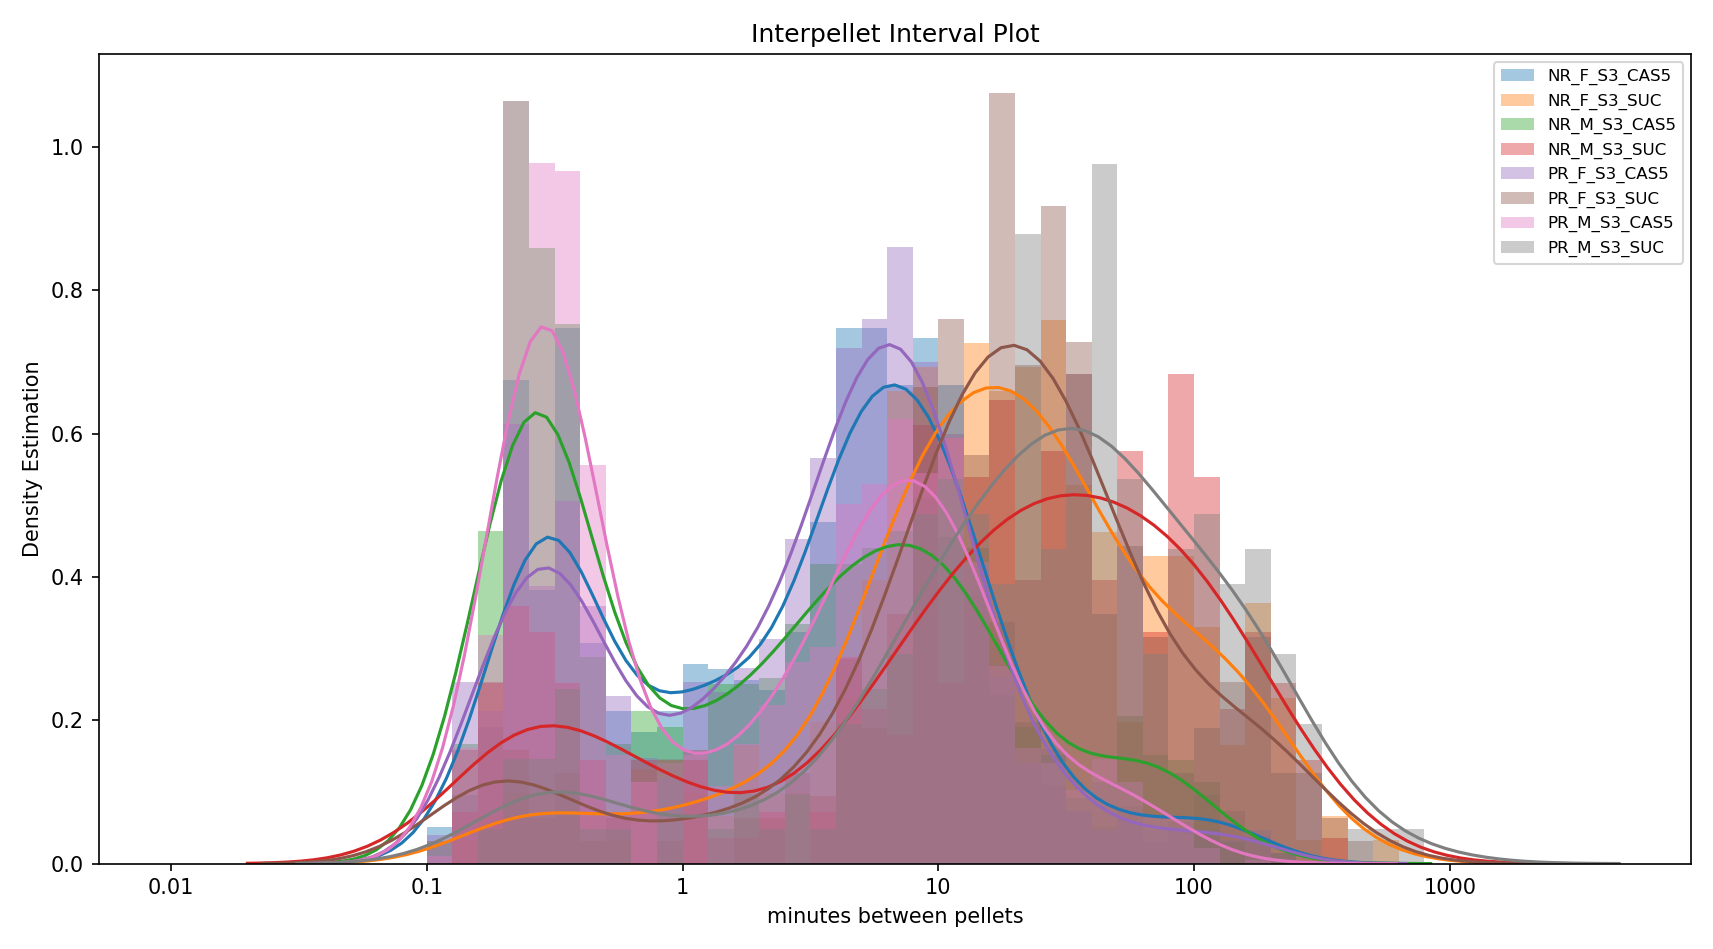 Interpellet Interval Plot
NR_F_S3_CAS5
NR_F_S3_SUC
NR_M_S3_CAS5
NR_M_S3_SUC
PR_F_S3_CAS5
PR_F_S3_SUC
PR_M_S3_CAS5
PR_M_S3_SUC
Density Estimation
1.0
0.8
0.6
0.4
0.2
0.0
0.01 0.1 1 10 100 1000
minutes between pellets